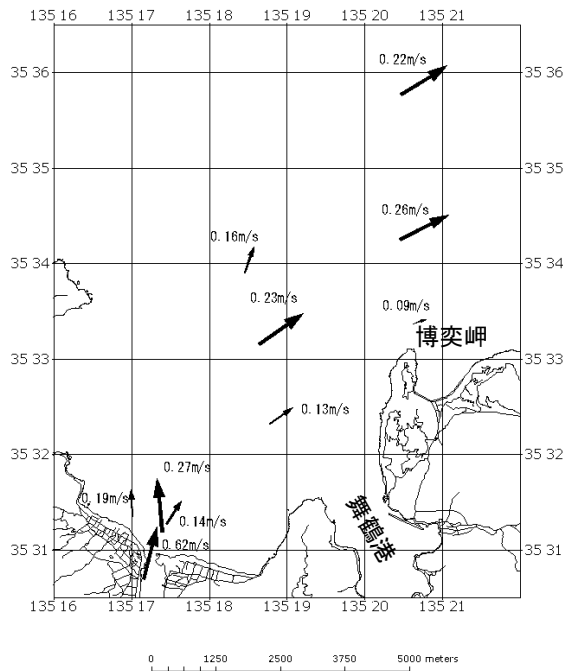 135 16 135 17 135 18 135 19 135 20 135 21
0.22m/s
35 36 35 36
35 35 35 35
0.26m/s
0.16m/s
35 34 35 34
0.23m/s
0.09m/s
博奕岬
35 33 35 33
0.13m/s
35 32 35 32
0.27m/s
0.19m/s
舞鶴港
0.14m/s
0.62m/s
35 31 35 31
135 16 135 17 135 18 135 19 135 20 135 21
0 1250 2500 3750 5000 meters